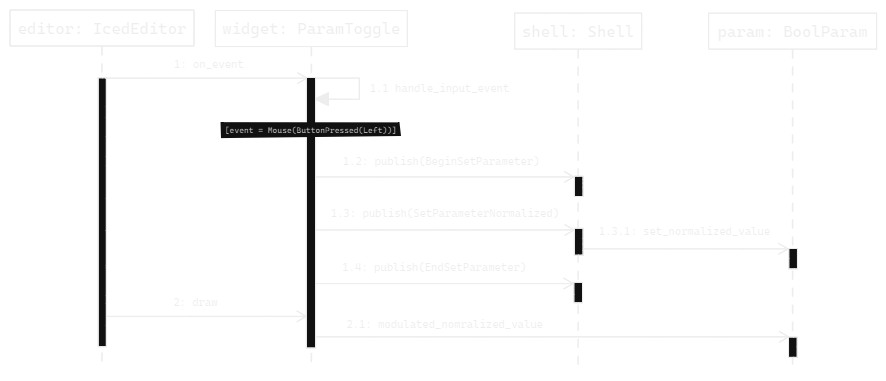 editor: IcedEditor
widget: ParamToggle
shell: Shell
param: BoolParam
1: on_event
1.1 handle_input_event
[event = Mouse(ButtonPressed(Left))]
1.2: publish(BeginSetParameter)
1.3: publish(SetParameterNormalized)
1.3.1: set_normalized_value
1.4: publish(EndSetParameter)
2: draw
2.1: modulated_nomralized_value